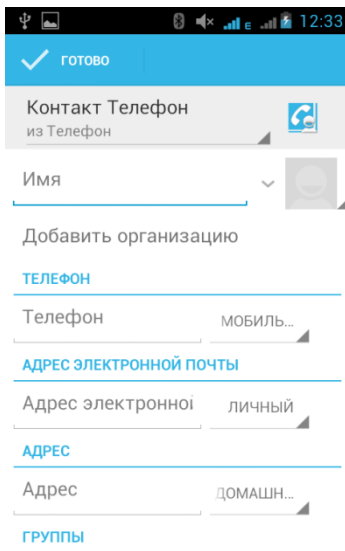 E 12:33
ГОТОВО
Контакт Телефон
из Телефон
Имя
Добавить организацию
ТЕЛЕФОН
Телефон МОБИЛЬ...
АДРЕС ЭЛЕКТРОННОЙ ПОЧТЫ
Адрес электронної ЛИЧНЫЙ
АДРЕС
Адрес ДОМАШН...
ГРУППЫ